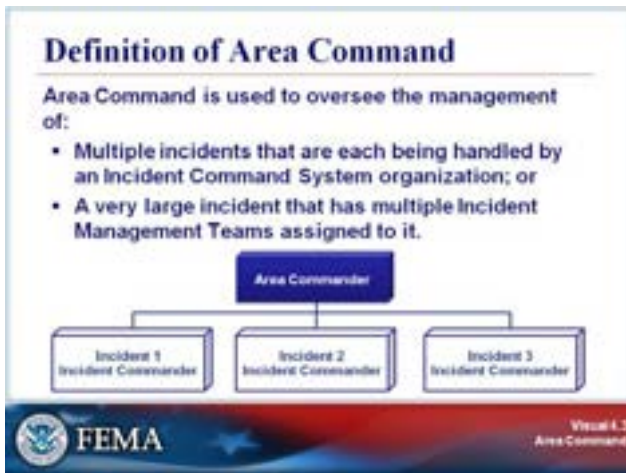 Definition of Area Command
Area Command is used to oversee the management
of:
▪ Multiple incidents that are each being handled by
an Incident Command System organization; or
▪ A very large incident that has multiple Incident
Management Teams assigned to it.
Area Commander
Incident 1
Incident Commander
Incident 2
Incident Commander
Incident 3
Incident Commander
FEMA
Visual 4.3
Area Command